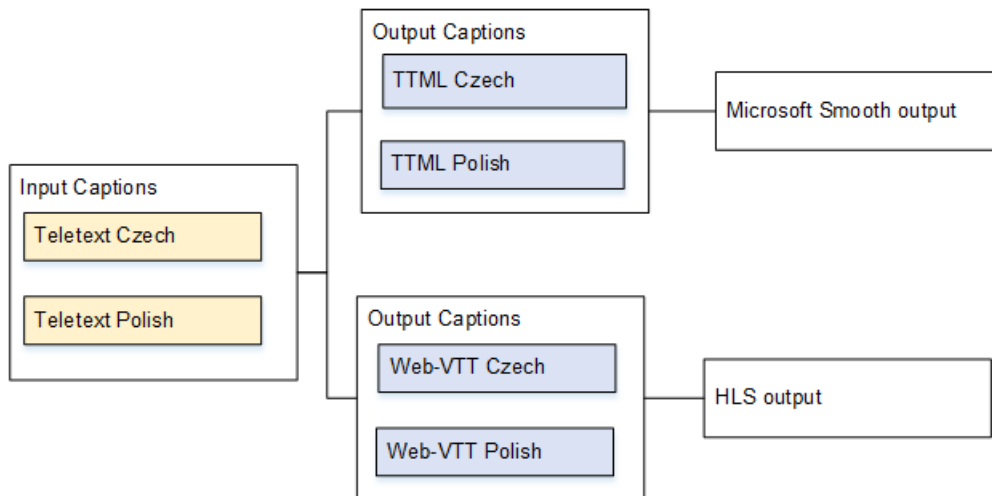 Input Captions
Teletext Czech
Teletext Polish
Output Captions
TTML Czech
TTML Polish
Microsoft Smooth output
Output Captions
Web-VTT Czech
Web-VTT Polish
HLS output